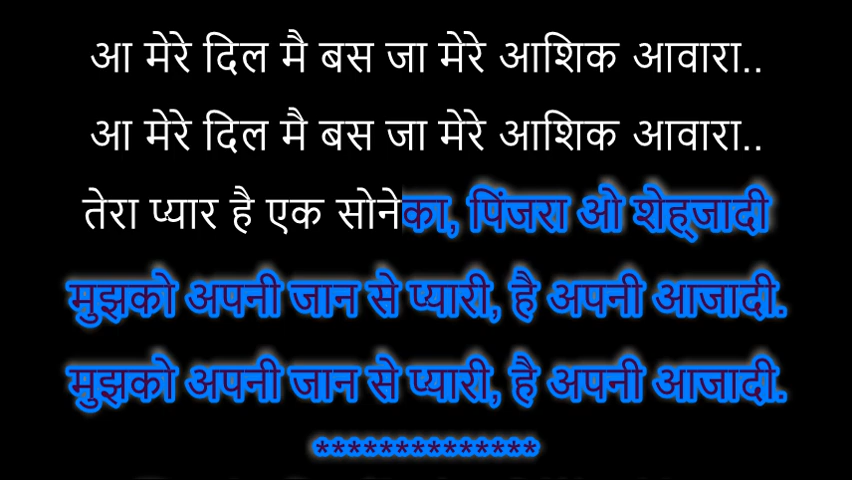 आ मेरे दिल मै बस जा मेरे आशिक आवारा..
आ मेरे दिल मै बस जा मेरे आशिक आवारा..
तेरा प्यार है एक सोनेका, पिंजरा ओ शेह्जादी
मुझको अपनी जान से प्यारी, है अपनी आजादी.
मुझको अपनी जान से प्यारी, है अपनी आजादी.
**************